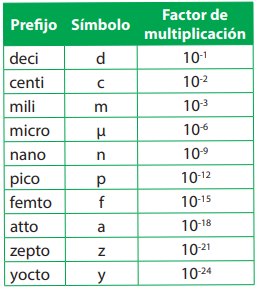 Prefijo Símbolo Factor de multiplicación
deci d 10⁻¹
centi c 10⁻²
mili m 10⁻³
micro µ 10⁻⁶
nano n 10⁻⁹
pico p 10⁻¹²
femto f 10⁻¹⁵
atto a 10⁻¹⁸
zepto z 10⁻²¹
yocto y 10⁻²⁴